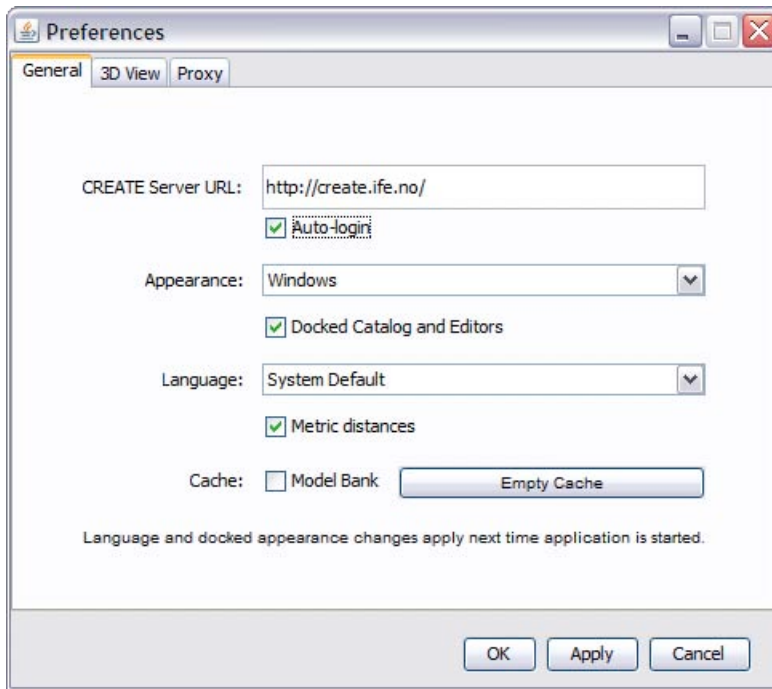 Preferences
General 3D View Proxy
CREATE Server URL: http://create.ife.no/
Auto-login
Appearance: Windows
Docked Catalog and Editors
Language: System Default
Metric distances
Cache: Model Bank Empty Cache
Language and docked appearance changes apply next time application is started.
OK Apply Cancel